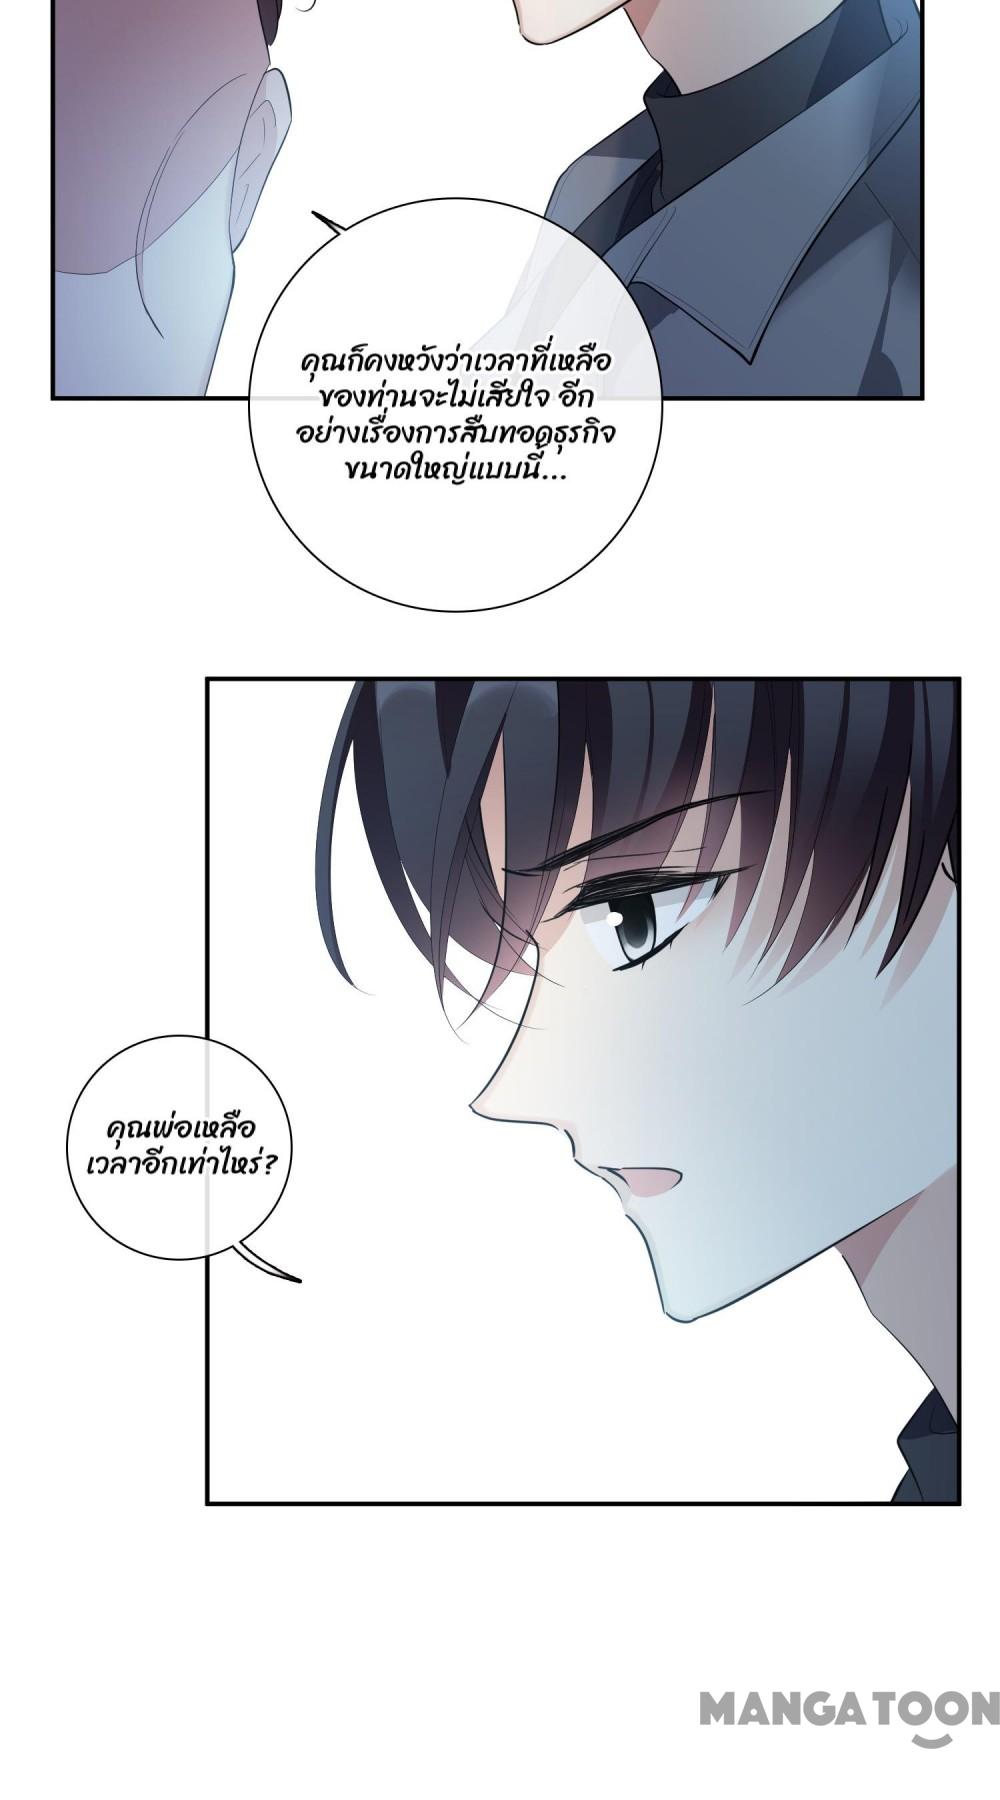 คุณก็คงหวังว่าเวลาที่เหลือ
ของท่านจะไม่เสียใจ อีก
อย่างเรื่องการสืบทอดธุรกิจ
ขนาดใหญ่แบบนี้...
คุณพ่อเหลือ
เวลาอีกเท่าไหร่?
MANGATOON